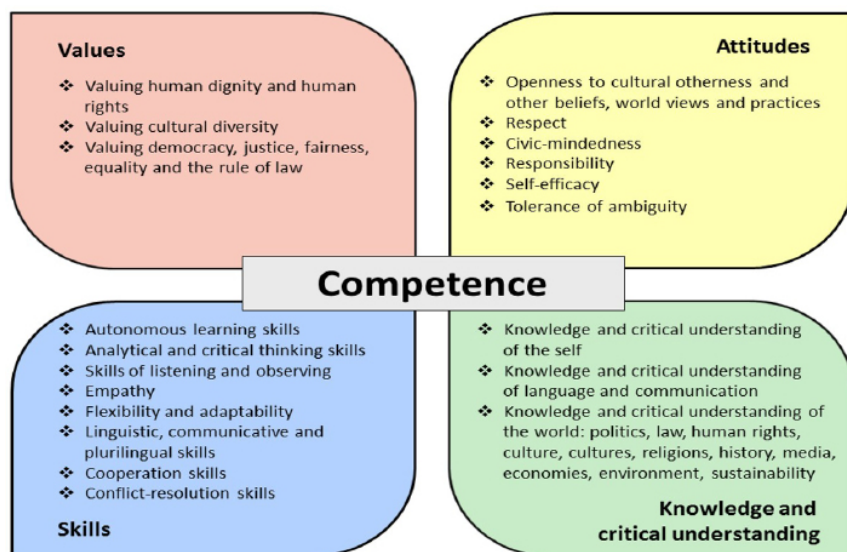 Values
❖ Valuing human dignity and human
rights
❖ Valuing cultural diversity
❖ Valuing democracy, justice, fairness,
equality and the rule of law
Attitudes
❖ Openness to cultural otherness and
other beliefs, world views and practices
❖ Respect
❖ Civic-mindedness
❖ Responsibility
❖ Self-efficacy
❖ Tolerance of ambiguity
Competence
❖ Autonomous learning skills
❖ Analytical and critical thinking skills
❖ Skills of listening and observing
❖ Empathy
❖ Flexibility and adaptability
❖ Linguistic, communicative and
plurilingual skills
❖ Cooperation skills
❖ Conflict-resolution skills
Skills
❖ Knowledge and critical understanding
of the self
❖ Knowledge and critical understanding
of language and communication
❖ Knowledge and critical understanding of
the world: politics, law, human rights,
culture, cultures, religions, history, media,
economies, environment, sustainability
Knowledge and
critical understanding